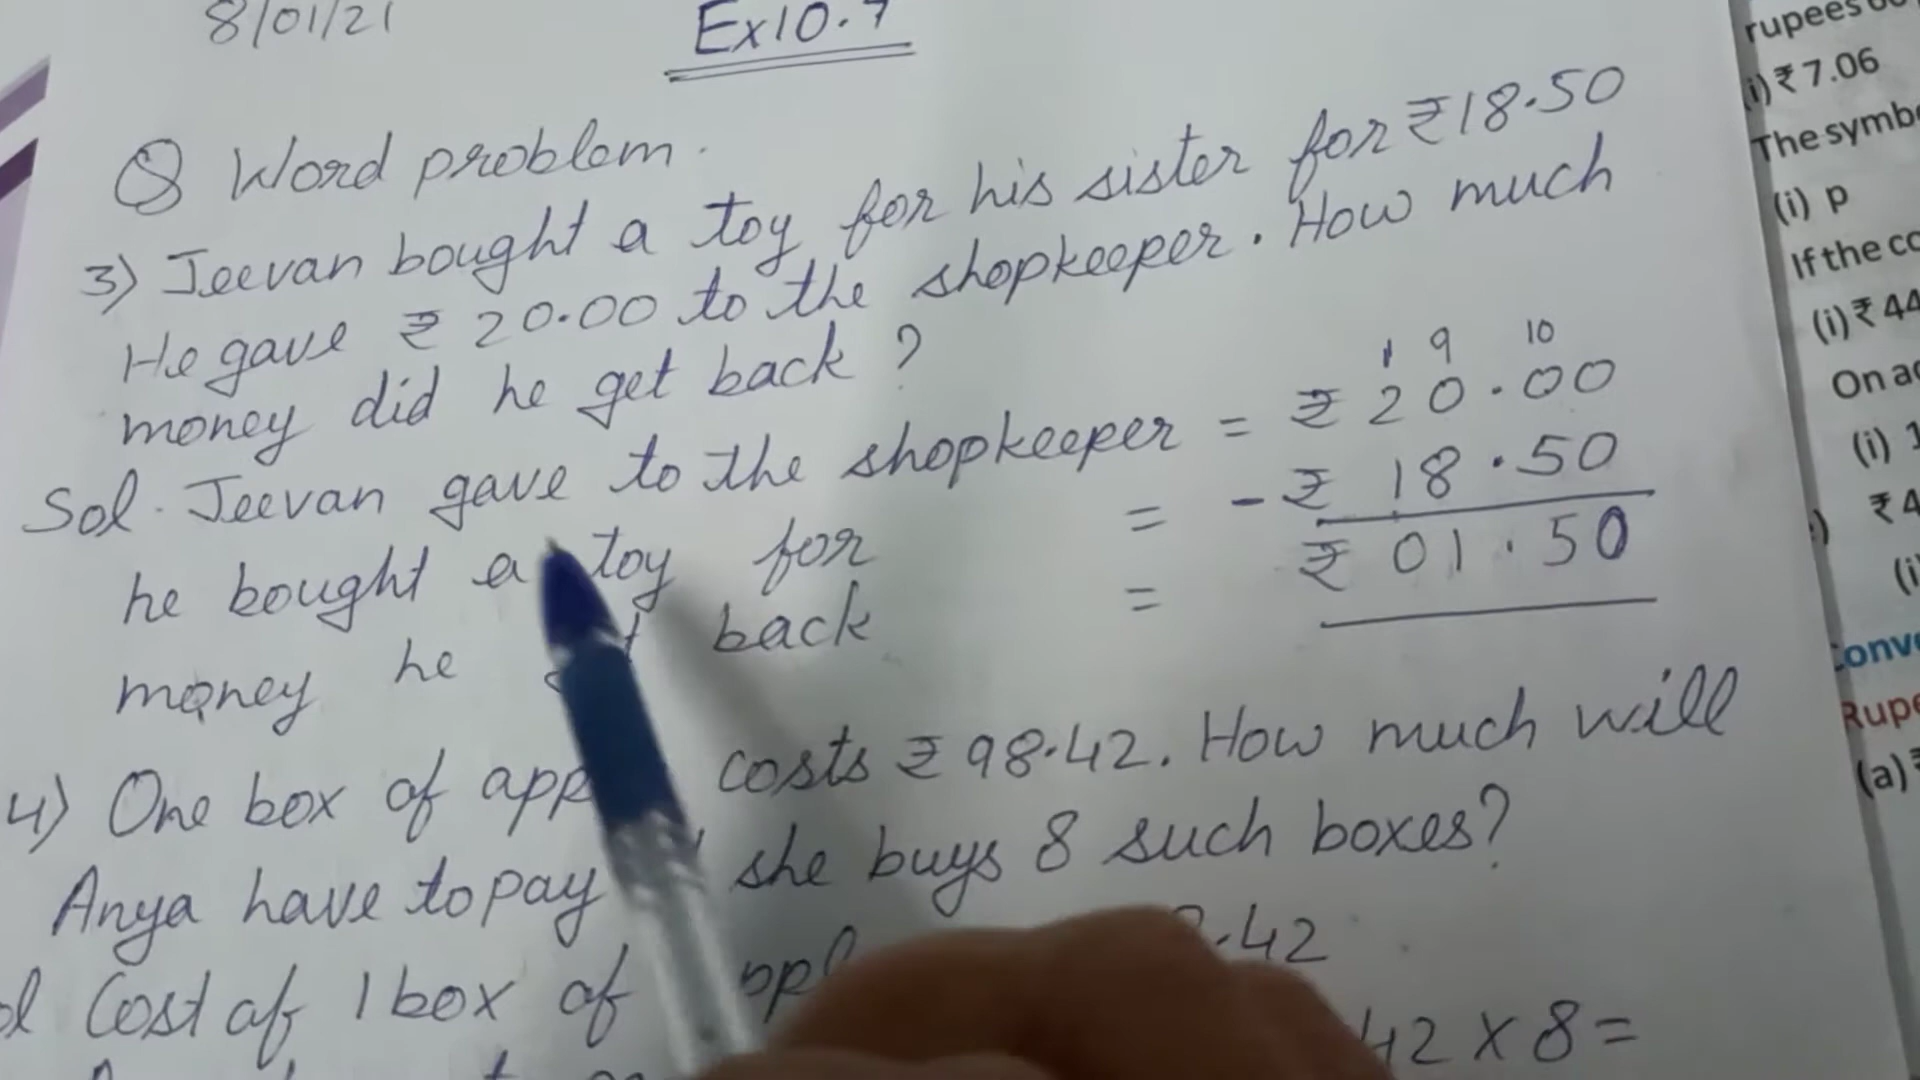 8/01/21
Ex10.7
Q Word problem.
3) Jeevan bought a toy for his sister for ₹18.50
He gave ₹ 20.00 to the shopkeeper. How much
money did he get back?
1 9 10
Sol. Jeevan gave to the shopkeeper = ₹ 20.00
he bought a toy for = - ₹ 18.50
money he back = ₹ 01.50
4) One box of costs ₹ 98.42. How much will
Anya have to pay she buys 8 such boxes?
Cost of 1 box of .42
42 x 8 =
rupees
(i) ₹ 7.06
The
(i) p
If the
(i) ₹ 44
On
(i) 1
₹ 4
(a)